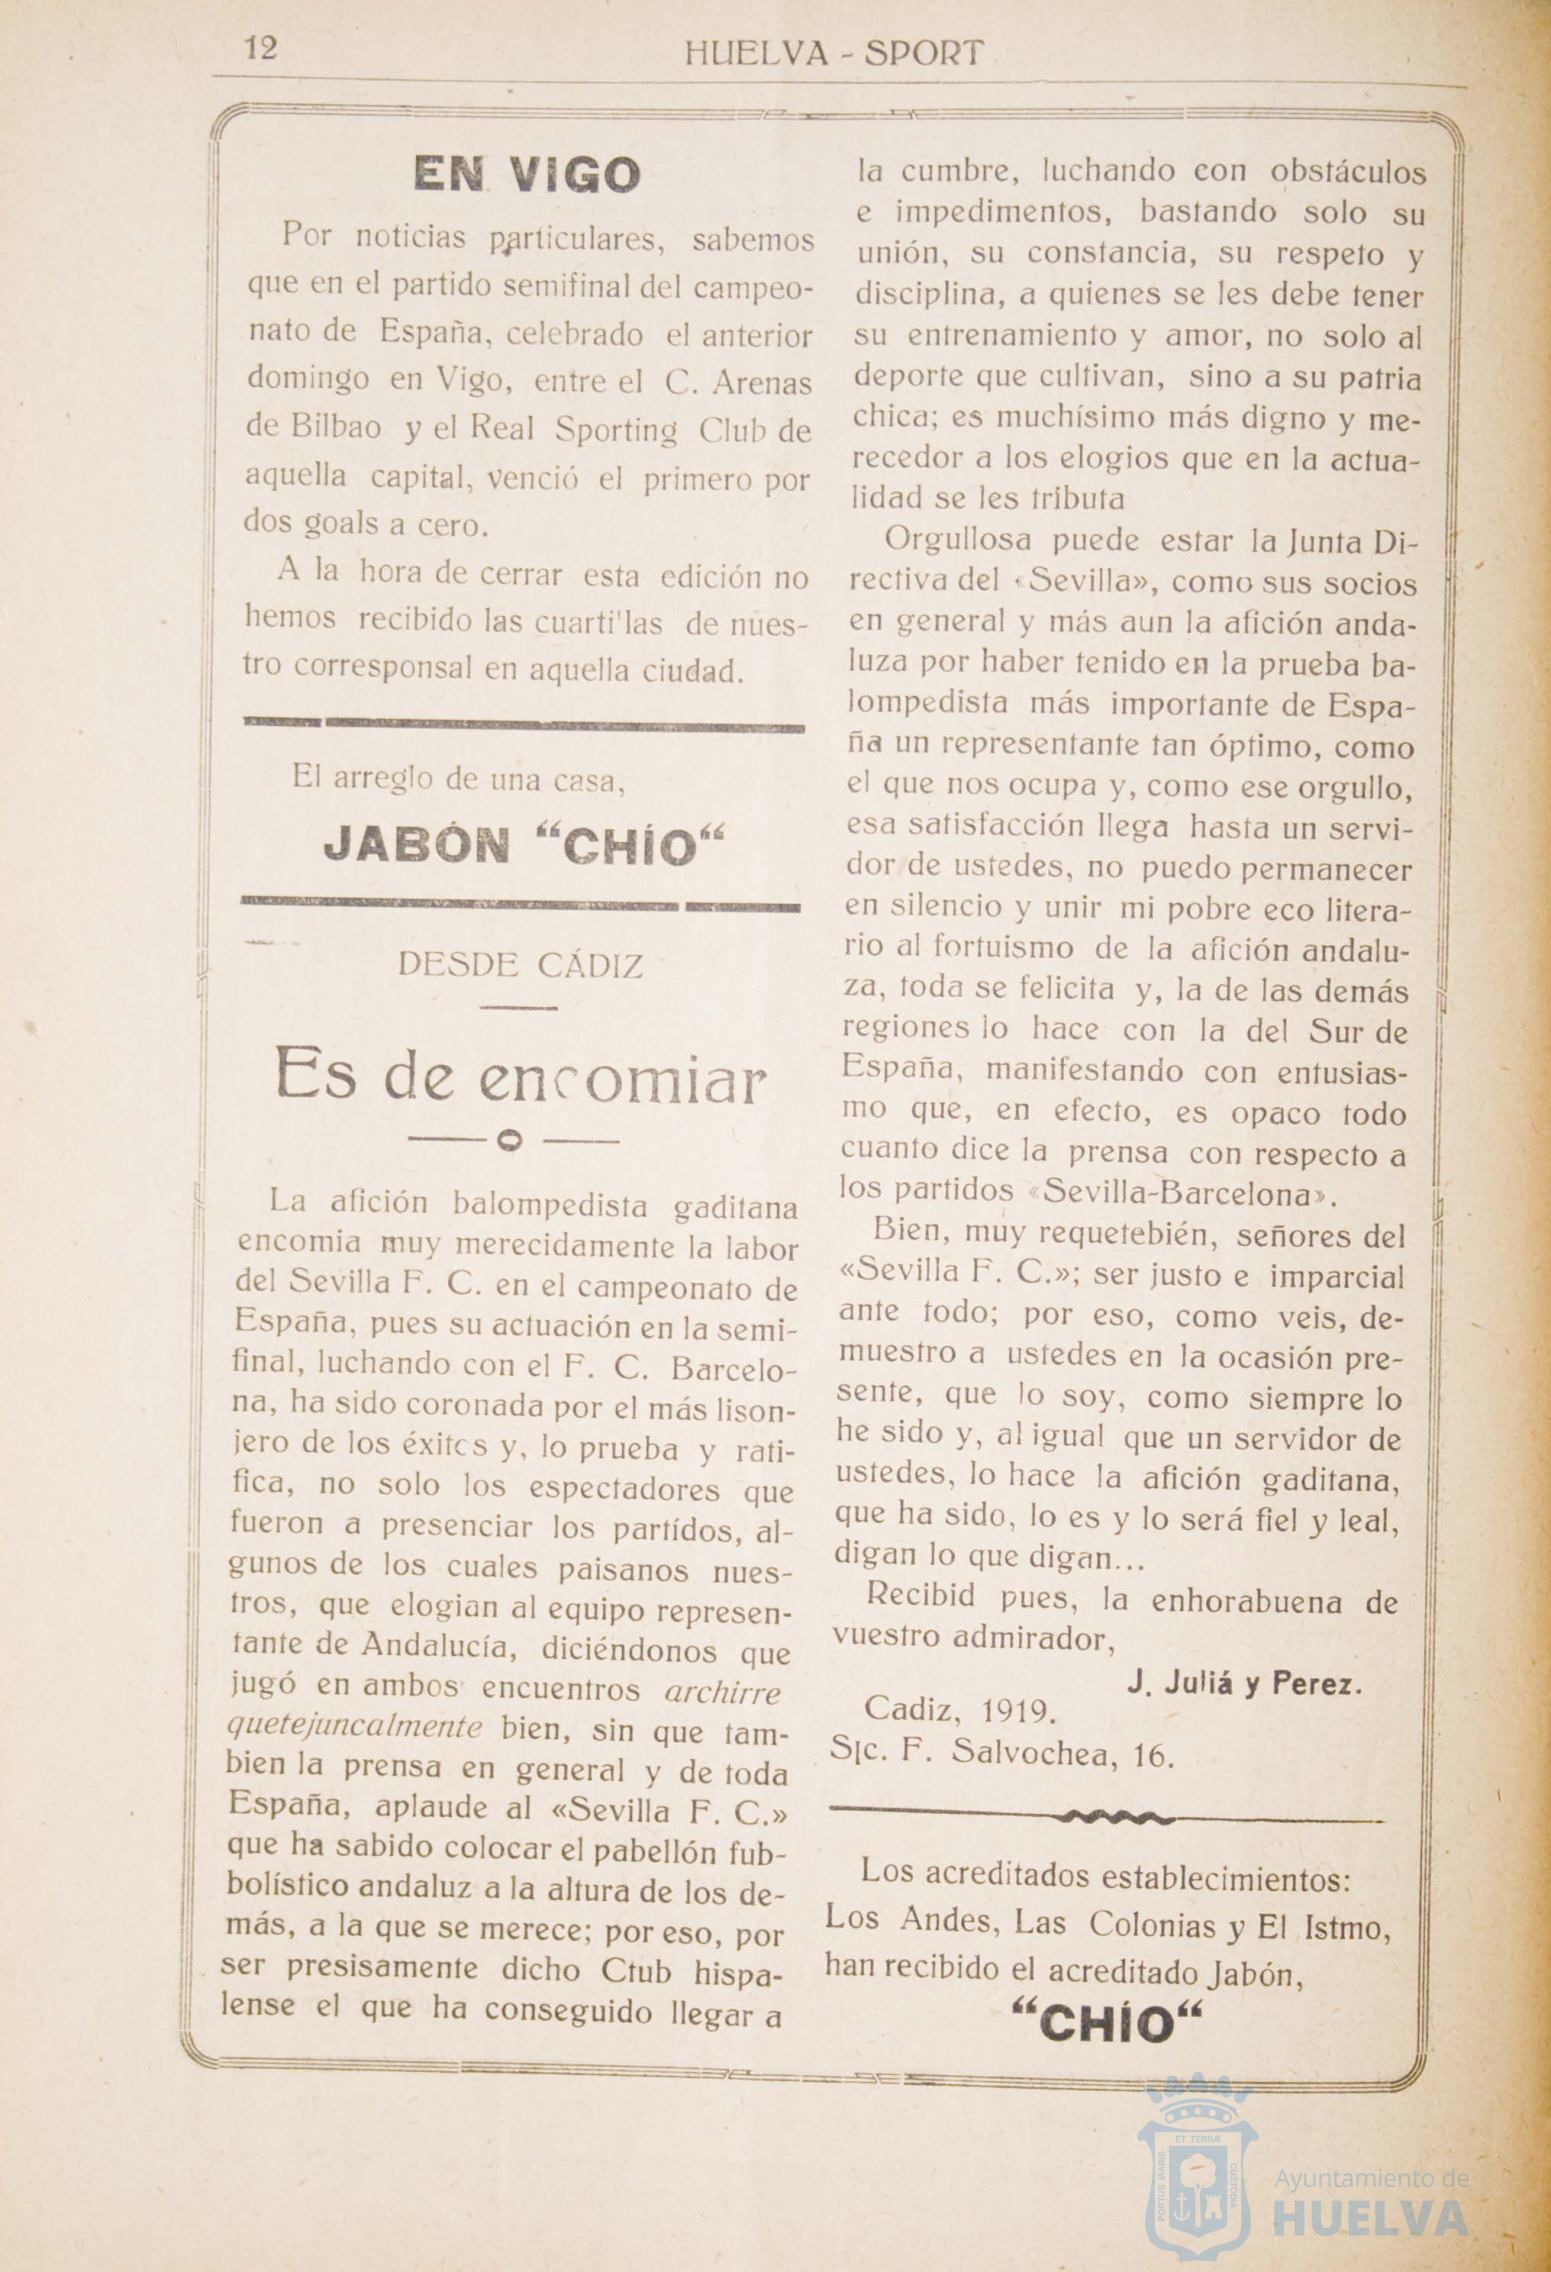 12
HUELVA - SPORT
EN VIGO
Por noticias particulares, sabemos
que en el partido semifinal del campeo-
nato de España, celebrado el anterior
domingo en Vigo, entre el C. Arenas
de Bilbao y el Real Sporting Club de
aquella capital, venció el primero por
dos goals a cero.
A la hora de cerrar esta edición no
hemos recibido las cuarti'las de nues-
tro corresponsal en aquella ciudad.
El arreglo de una casa,
JABÓN “CHÍO“
DESDE CÁDIZ
Es de encomiar
La afición balompedista gaditana
encomia muy merecidamente la labor
del Sevilla F. C. en el campeonato de
España, pues su actuación en la semi-
final, luchando con el F. C. Barcelo-
na, ha sido coronada por el más lison-
jero de los éxitcs y, lo prueba y rati-
fica, no solo los espectadores que
fueron a presenciar los partídos, al-
gunos de los cuales paisanos nues-
tros, que elogian al equipo represen-
tante de Andalucía, diciéndonos que
jugó en ambos encuentros archirre
quetejuncalmente bien, sin que tam-
bien la prensa en general y de toda
España, aplaude al «Sevilla F. C.»
que ha sabido colocar el pabellón fub-
bolístico andaluz a la altura de los de-
más, a la que se merece; por eso, por
ser presisamente dicho Ctub hispa-
lense el que ha conseguido llegar a
la cumbre, luchando con obstáculos
e impedimentos, bastando solo su
unión, su constancia, su respeto y
disciplina, a quienes se les debe tener
su entrenamiento y amor, no solo al
deporte que cultivan, sino a su patria
chica; es muchísimo más digno y me-
recedor a los elogios que en la actua-
lidad se les tributa
Orgullosa puede estar la Junta Di-
rectiva del «Sevilla», como sus socios
en general y más aun la afición anda-
luza por haber tenido en la prueba ba-
lompedista más importante de Espa-
ña un representante tan óptimo, como
el que nos ocupa y, como ese orgullo,
esa satisfacción llega hasta un servi-
dor de ustedes, no puedo permanecer
en silencio y unir mi pobre eco litera-
rio al fortuismo de la afición andalu-
za, toda se felicita y, la de las demás
regiones lo hace con la del Sur de
España, manifestando con entusias-
mo que, en efecto, es opaco todo
cuanto dice la prensa con respecto a
los partidos «Sevilla-Barcelona».
Bien, muy requetebién, señores del
«Sevilla F. C.»; ser justo e imparcial
ante todo; por eso, como veis, de-
muestro a ustedes en la ocasión pre-
sente, que lo soy, como siempre lo
he sido y, al igual que un servidor de
ustedes, lo hace la afición gaditana,
que ha sido, lo es y lo será fiel y leal,
digan lo que digan...
Recibid pues, la enhorabuena de
vuestro admirador,
J. Juliá y Perez.
Cadiz, 1919.
S|c. F. Salvochea, 16.
Los acreditados establecimientos:
Los Andes, Las Colonias y El Istmo,
han recibido el acreditado Jabón,
“CHÍO“
ET TERRÆ
PORTUS MARIS
CUSTODIA
Ayuntamiento de
HUELVA